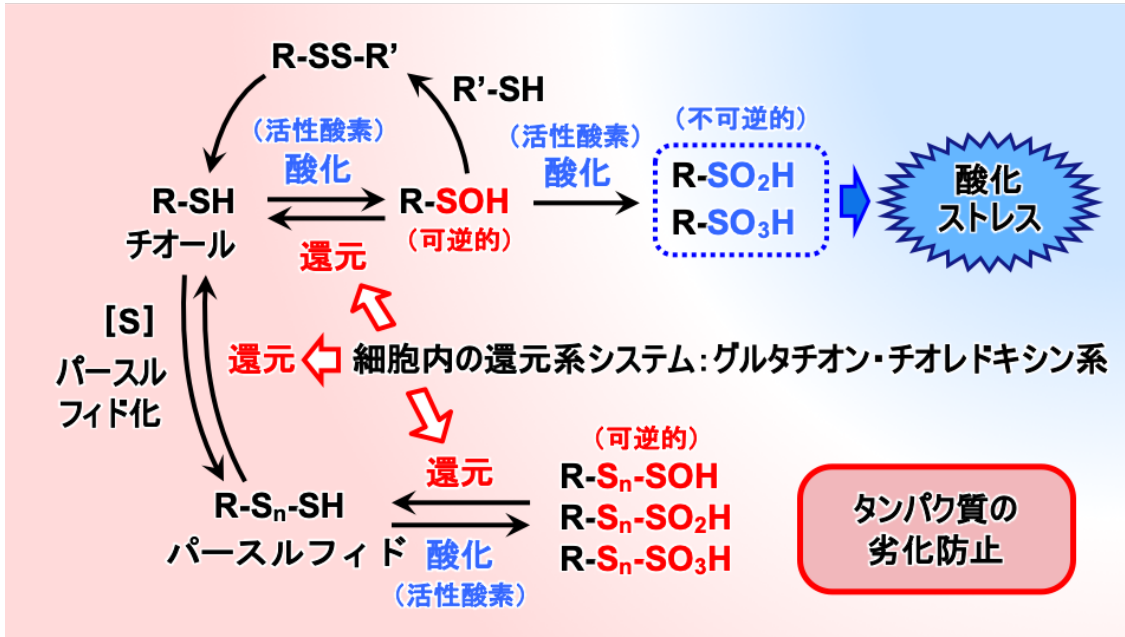 R-SS-R’
R’-SH
（活性酸素）
酸化
（活性酸素）
酸化
（不可逆的）
R-SH
チオール
R-SOH
（可逆的）
還元
R-SO₂H
R-SO₃H
酸化
ストレス
[S]
パースル
フィド化
還元
細胞内の還元系システム：グルタチオン・チオレドキシン系
還元
（可逆的）
R-Sₙ-SOH
R-Sₙ-SO₂H
R-Sₙ-SO₃H
R-Sₙ-SH
パースルフィド
酸化
（活性酸素）
タンパク質の
劣化防止